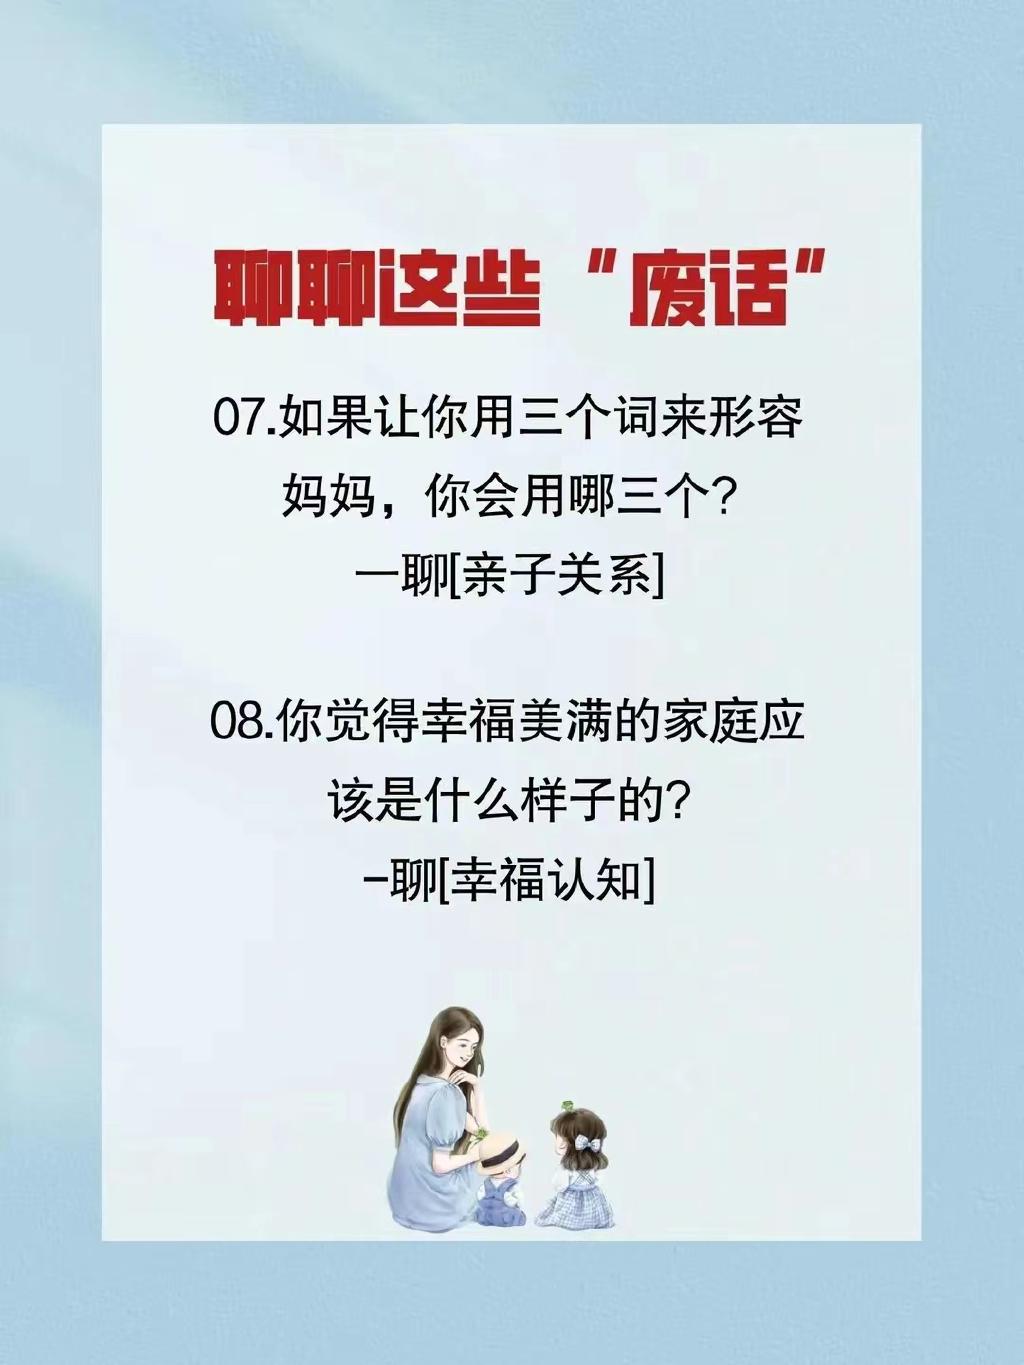 聊聊这些“废话”
07.如果让你用三个词来形容
妈妈，你会用哪三个?
一聊[亲子关系]
08.你觉得幸福美满的家庭应
该是什么样子的?
-聊[幸福认知]